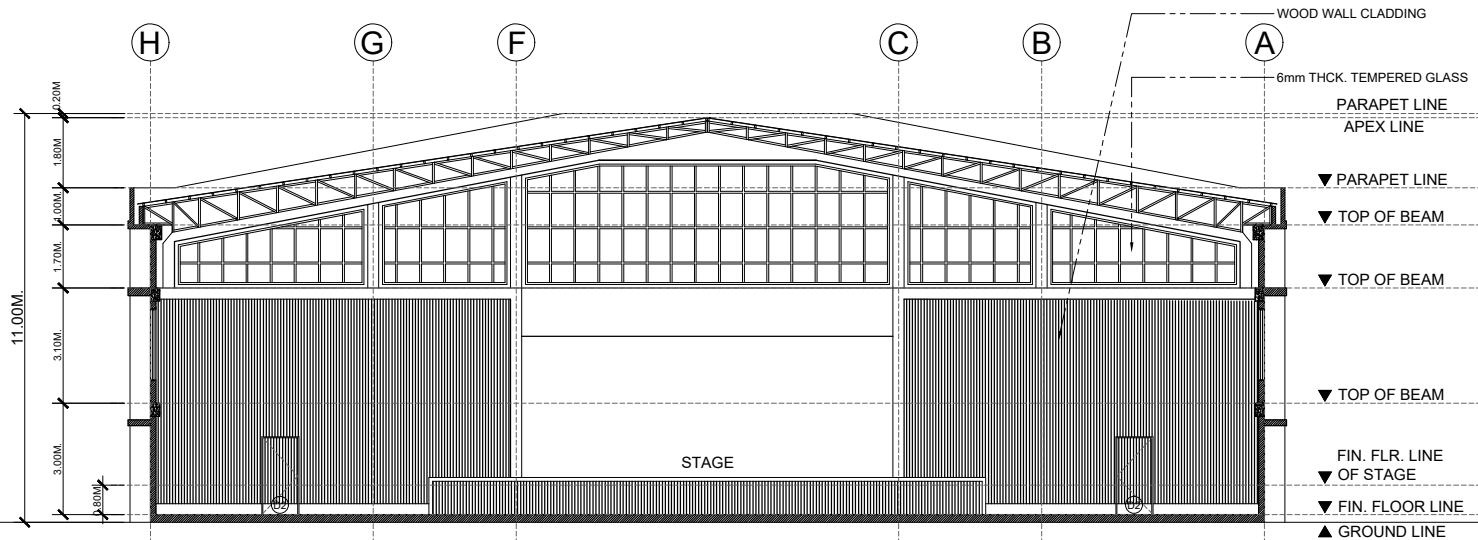 WOOD WALL CLADDING
H
G
F
C
B
A
6mm THCK. TEMPERED GLASS
0.20M.
PARAPET LINE
APEX LINE
1.80M.
PARAPET LINE
1.00M.
TOP OF BEAM
1.70M.
TOP OF BEAM
11.00M.
3.10M.
TOP OF BEAM
3.00M.
STAGE
FIN. FLR. LINE
OF STAGE
0.80M.
D2
D2
FIN. FLOOR LINE
GROUND LINE